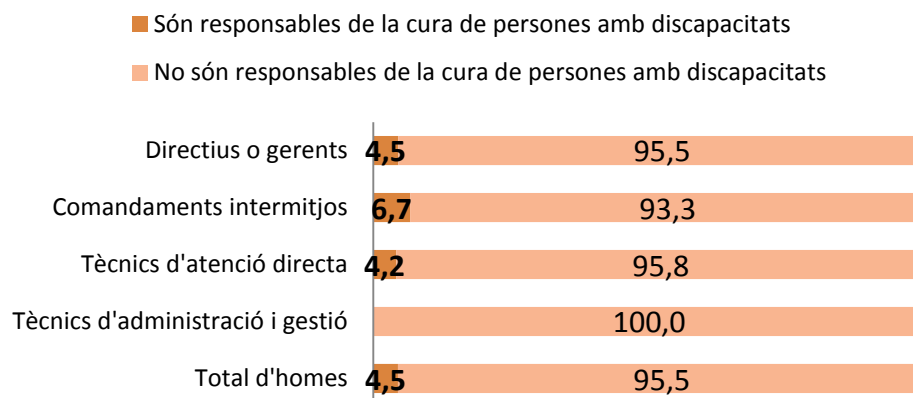 Són responsables de la cura de persones amb discapacitats
No són responsables de la cura de persones amb discapacitats
Directius o gerents 4,5 95,5
Comandaments intermitjos 6,7 93,3
Tècnics d'atenció directa 4,2 95,8
Tècnics d'administració i gestió 100,0
Total d'homes 4,5 95,5